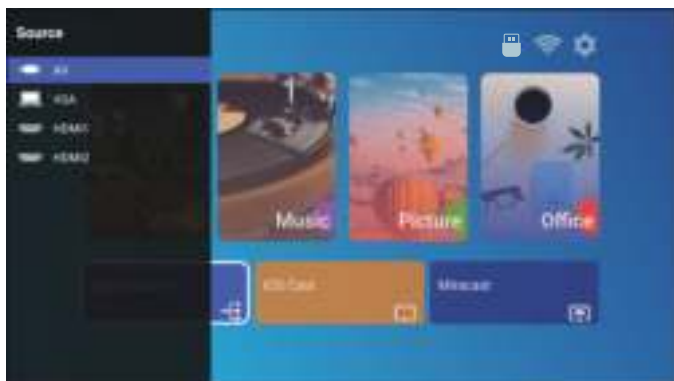 Source
AV
VGA
HDMI1
HDMI2
Music
Picture
Office
iOS Cast
Miracast